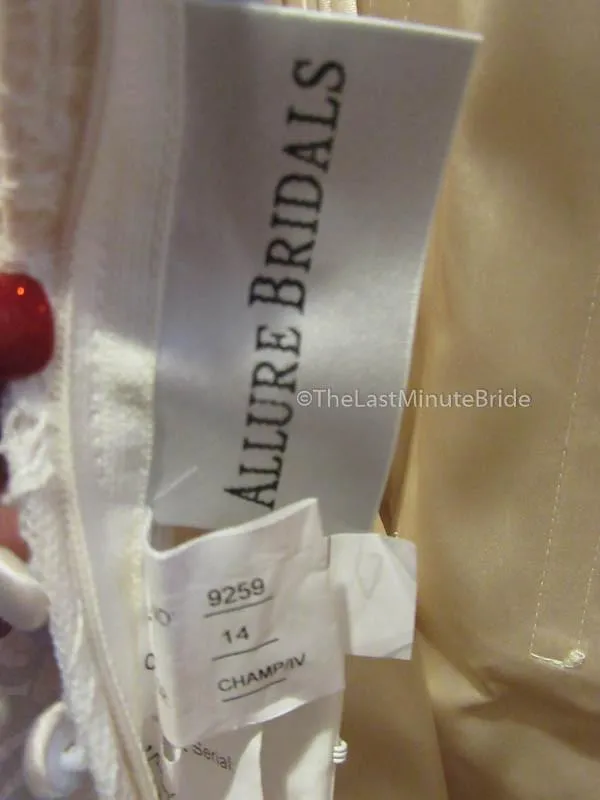 ALLURE BRIDALS
©TheLastMinuteBride
9259
14
CHAMP/IV
Serial